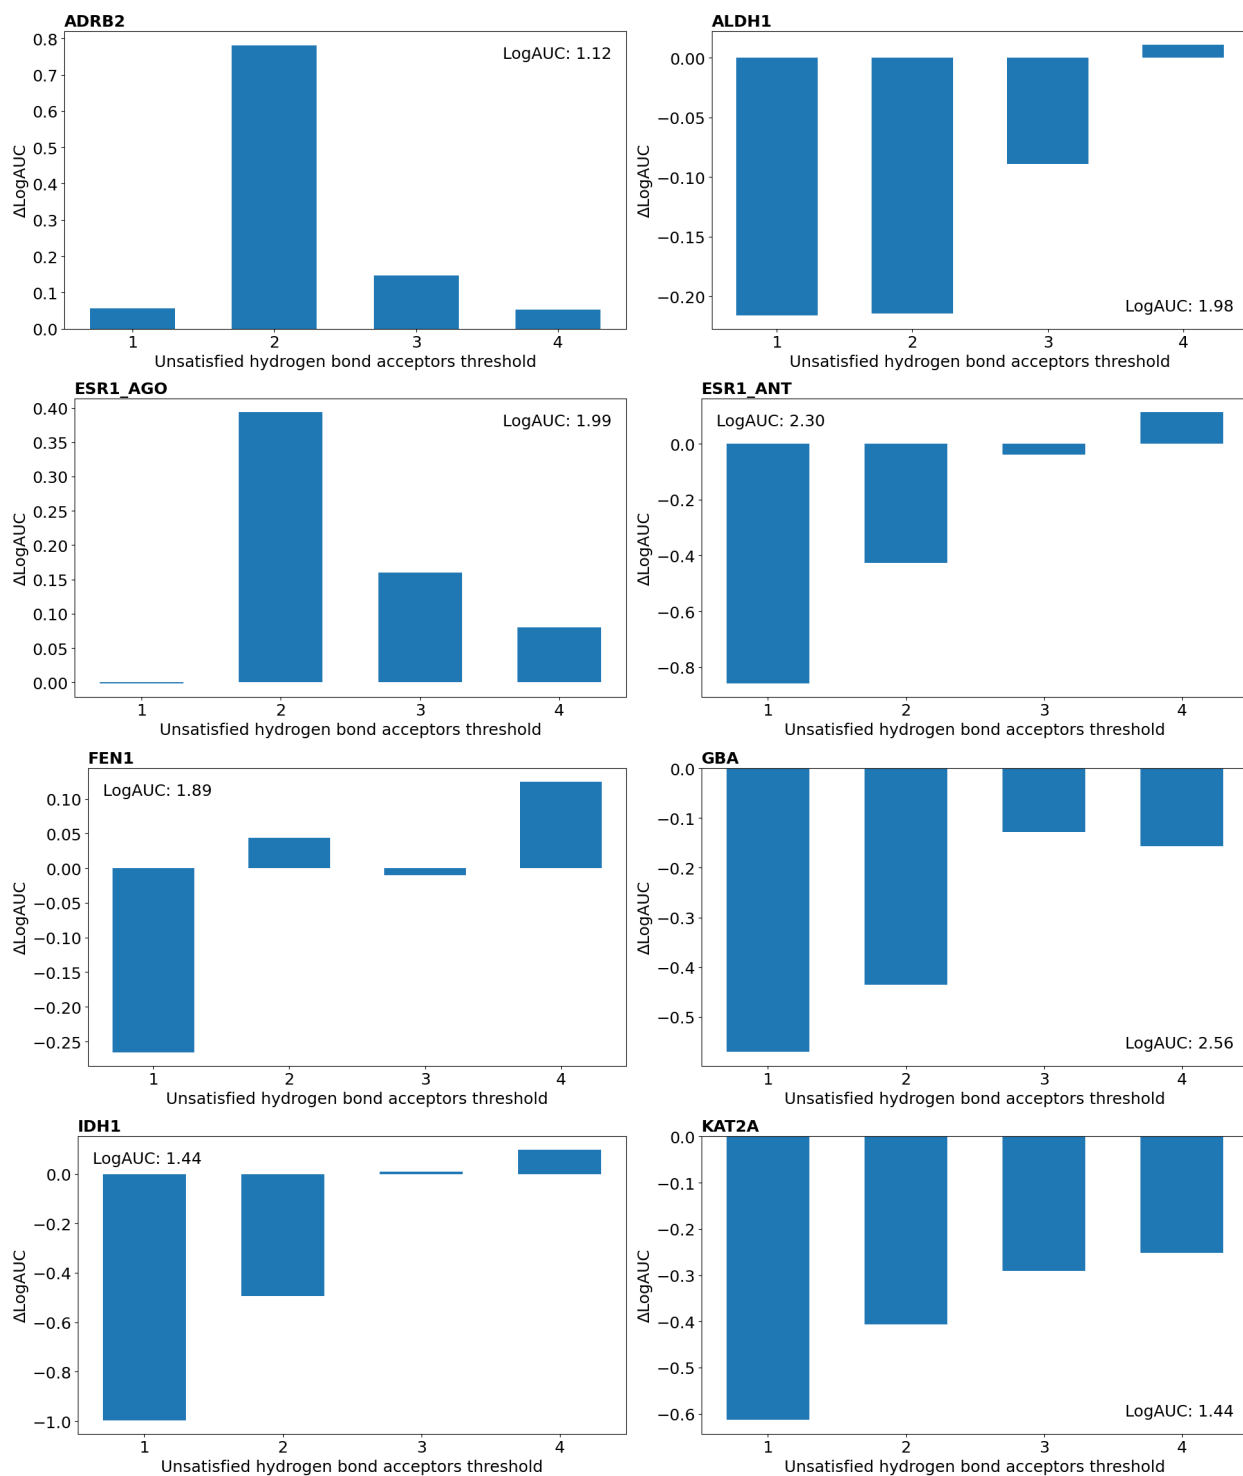 ADRB2
LogAUC: 1.12
0.8
0.7
0.6
0.5
0.4
0.3
0.2
0.1
0.0
ΔLogAUC
1 2 3 4
Unsatisfied hydrogen bond acceptors threshold
ALDH1
0.00
−0.05
−0.10
−0.15
−0.20
ΔLogAUC
LogAUC: 1.98
1 2 3 4
Unsatisfied hydrogen bond acceptors threshold
ESR1_AGO
LogAUC: 1.99
0.40
0.35
0.30
0.25
0.20
0.15
0.10
0.05
0.00
ΔLogAUC
1 2 3 4
Unsatisfied hydrogen bond acceptors threshold
ESR1_ANT
LogAUC: 2.30
0.0
−0.2
−0.4
−0.6
−0.8
ΔLogAUC
1 2 3 4
Unsatisfied hydrogen bond acceptors threshold
FEN1
LogAUC: 1.89
0.10
0.05
0.00
−0.05
−0.10
−0.15
−0.20
−0.25
ΔLogAUC
1 2 3 4
Unsatisfied hydrogen bond acceptors threshold
GBA
0.0
−0.1
−0.2
−0.3
−0.4
−0.5
ΔLogAUC
LogAUC: 2.56
1 2 3 4
Unsatisfied hydrogen bond acceptors threshold
IDH1
LogAUC: 1.44
0.0
−0.2
−0.4
−0.6
−0.8
−1.0
ΔLogAUC
1 2 3 4
Unsatisfied hydrogen bond acceptors threshold
KAT2A
0.0
−0.1
−0.2
−0.3
−0.4
−0.5
−0.6
ΔLogAUC
LogAUC: 1.44
1 2 3 4
Unsatisfied hydrogen bond acceptors threshold